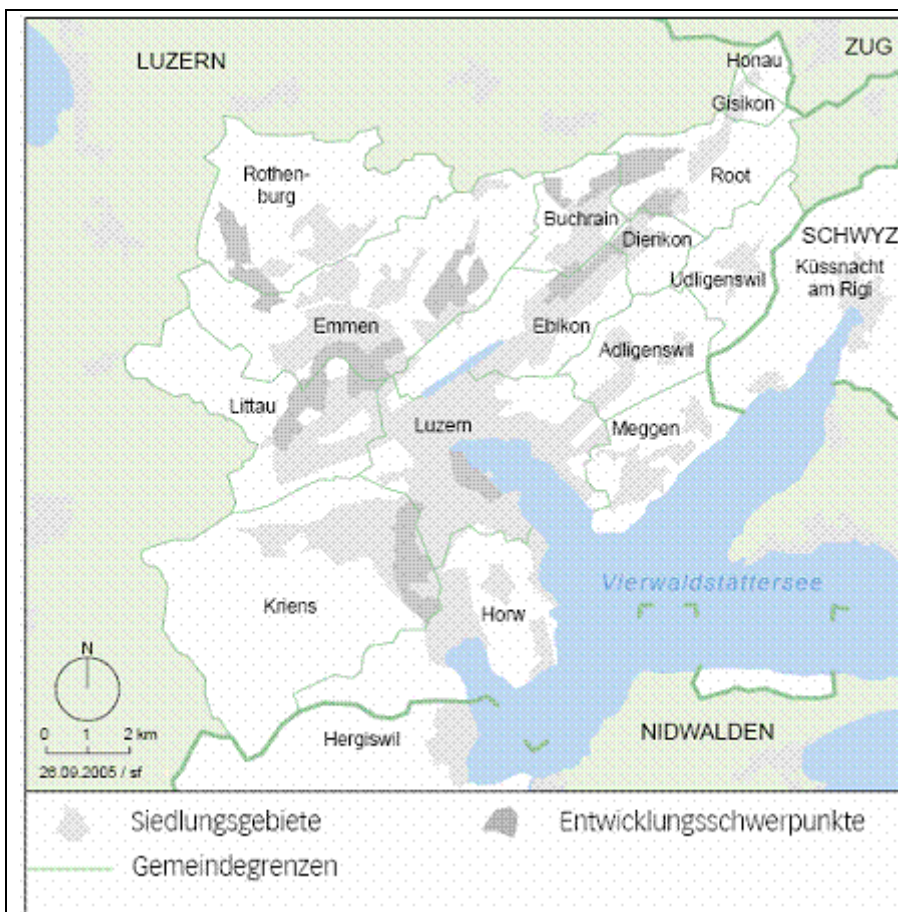 LUZERN
ZUG
Honau
Gisikon
Rothen-
burg
Root
Buchrain
SCHWYZ
Dierikon
Küssnacht
am Rigi
Udligenswil
Emmen
Ebikon
Adligenswil
Littau
Luzern
Meggen
Vierwaldstättersee
Kriens
Horw
N
0 1 2 km
Hergiswil
NIDWALDEN
26.09.2005 / sf
Siedlungsgebiete
Entwicklungsschwerpunkte
Gemeindegrenzen